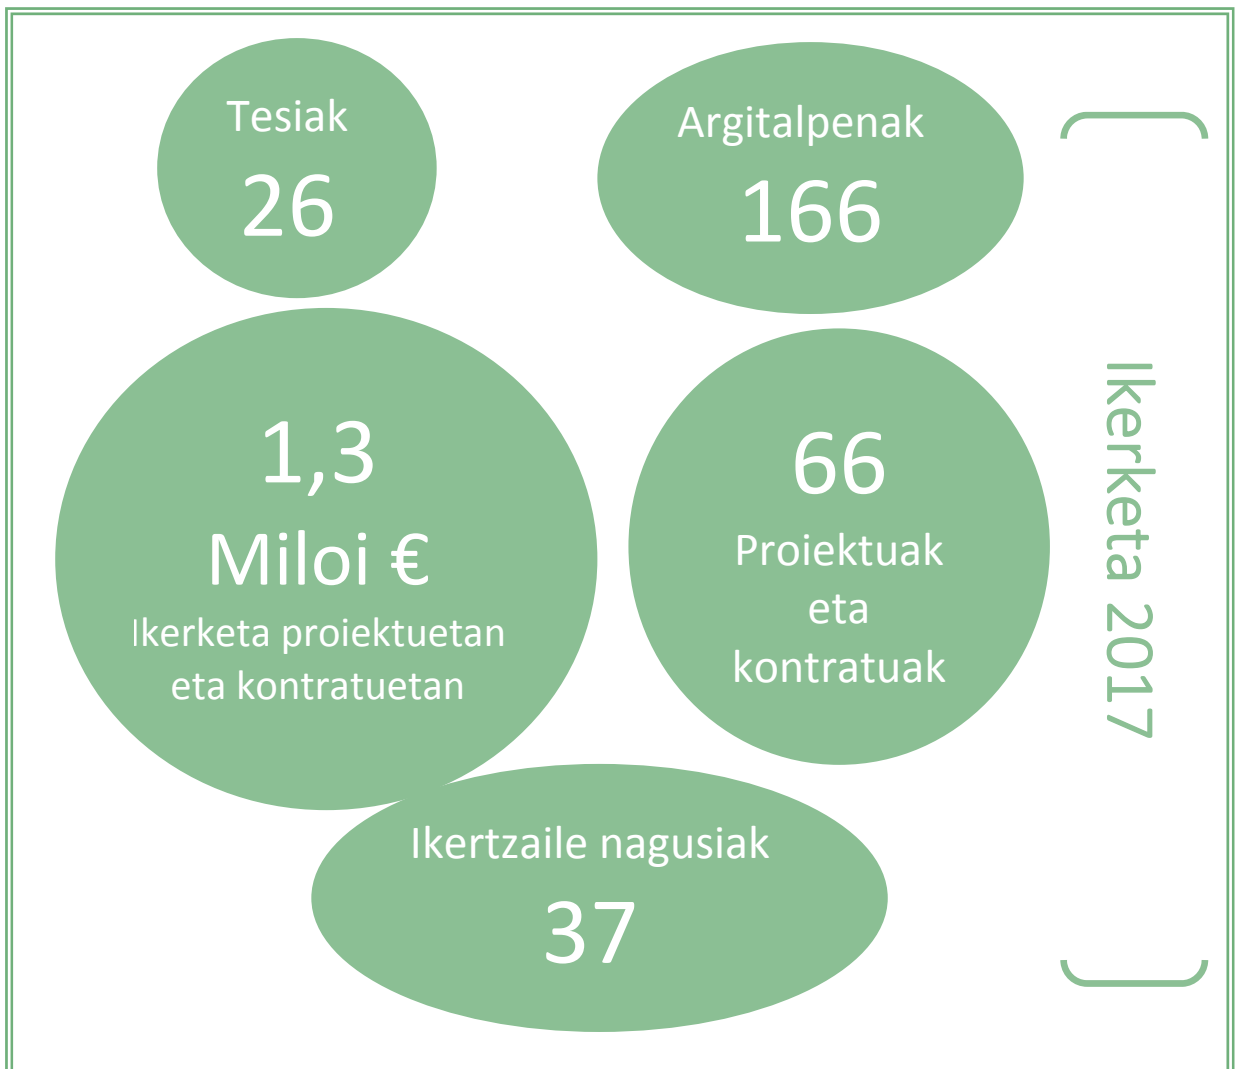 Tesiak
26
Argitalpenak
166
1,3
Miloi €
Ikerketa proiektuetan
eta kontratuetan
66
Proiektuak
eta
kontratuak
Ikertzaile nagusiak
37
Ikerketa 2017